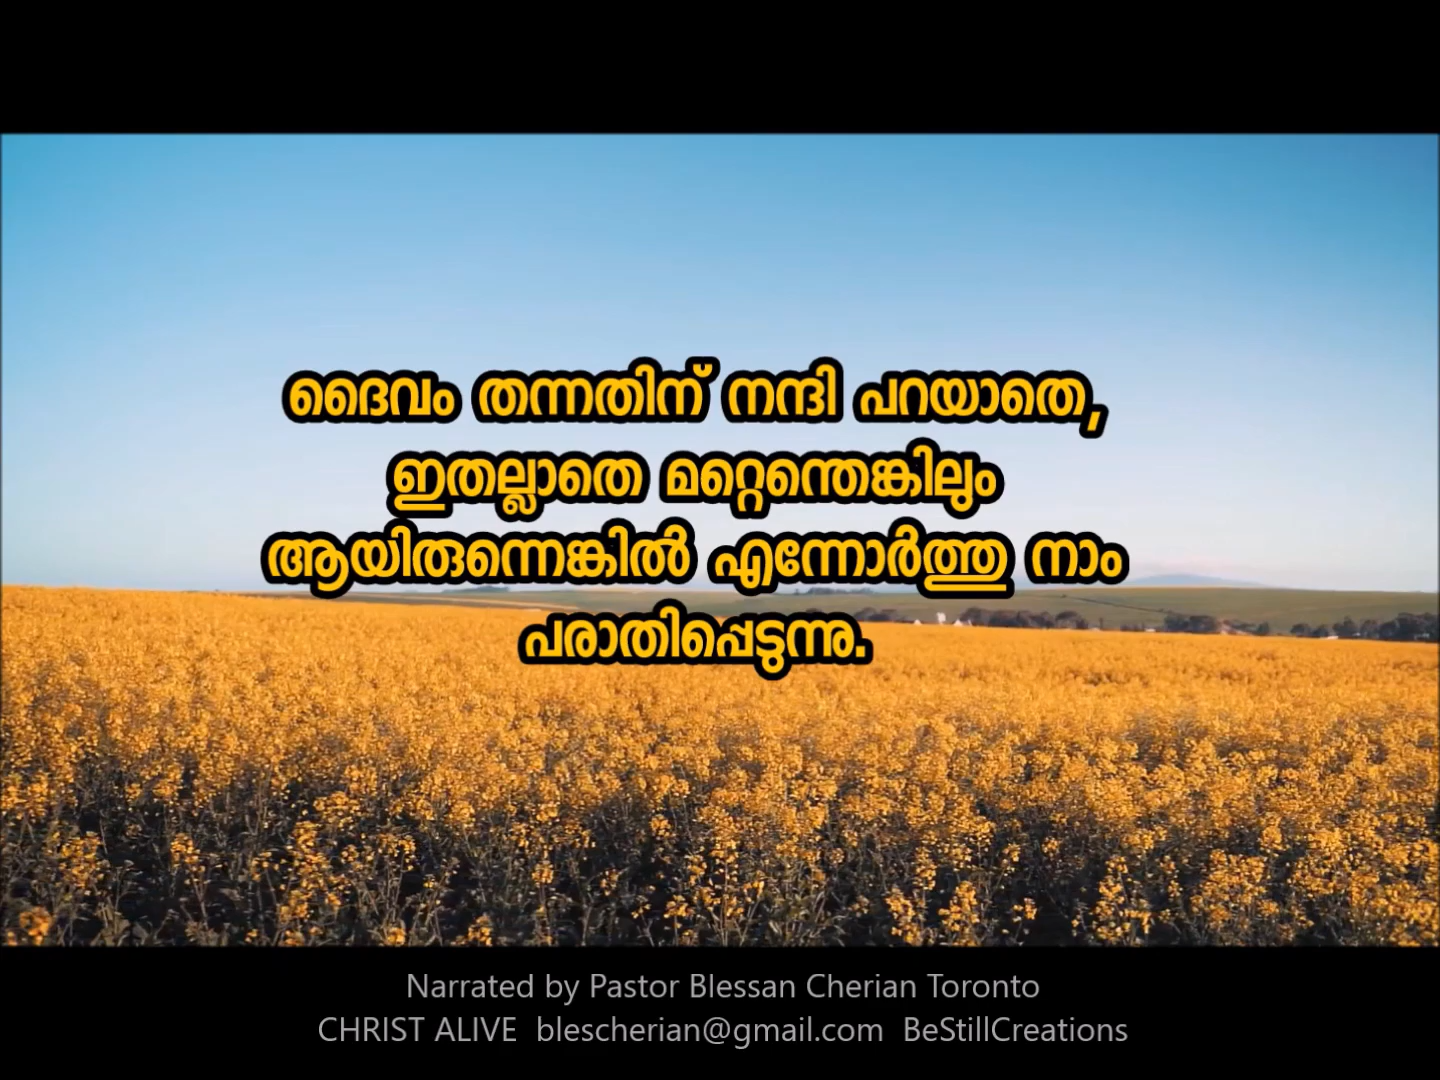 ദൈവം തന്നതിന് നന്ദി പറയാതെ,
ഇതല്ലാതെ മറ്റെന്തെങ്കിലും
ആയിരുന്നെങ്കിൽ എന്നോർത്തു നാം
പരാതിപ്പെടുന്നു.
Narrated by Pastor Blessan Cherian Toronto
CHRIST ALIVE blescherian@gmail.com BeStillCreations